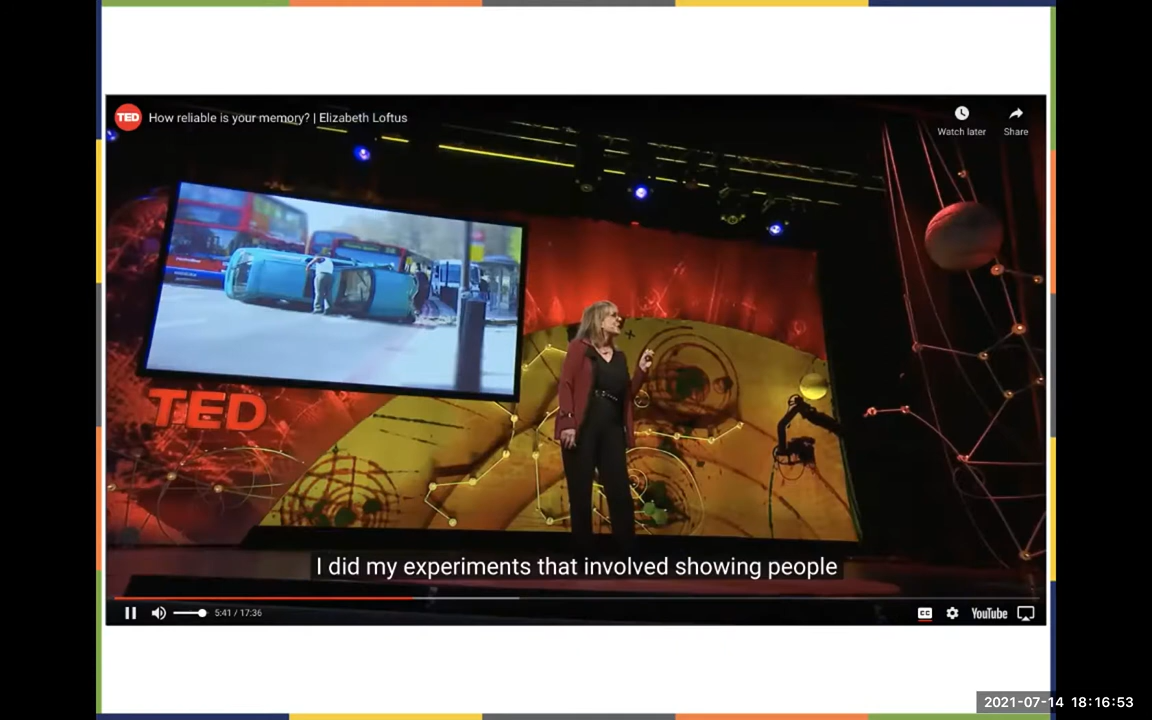 TED How reliable is your memory? | Elizabeth Loftus
Watch later
Share
TED
I did my experiments that involved showing people
5:41 / 17:36
CC
YouTube
2021-07-14 18:16:53